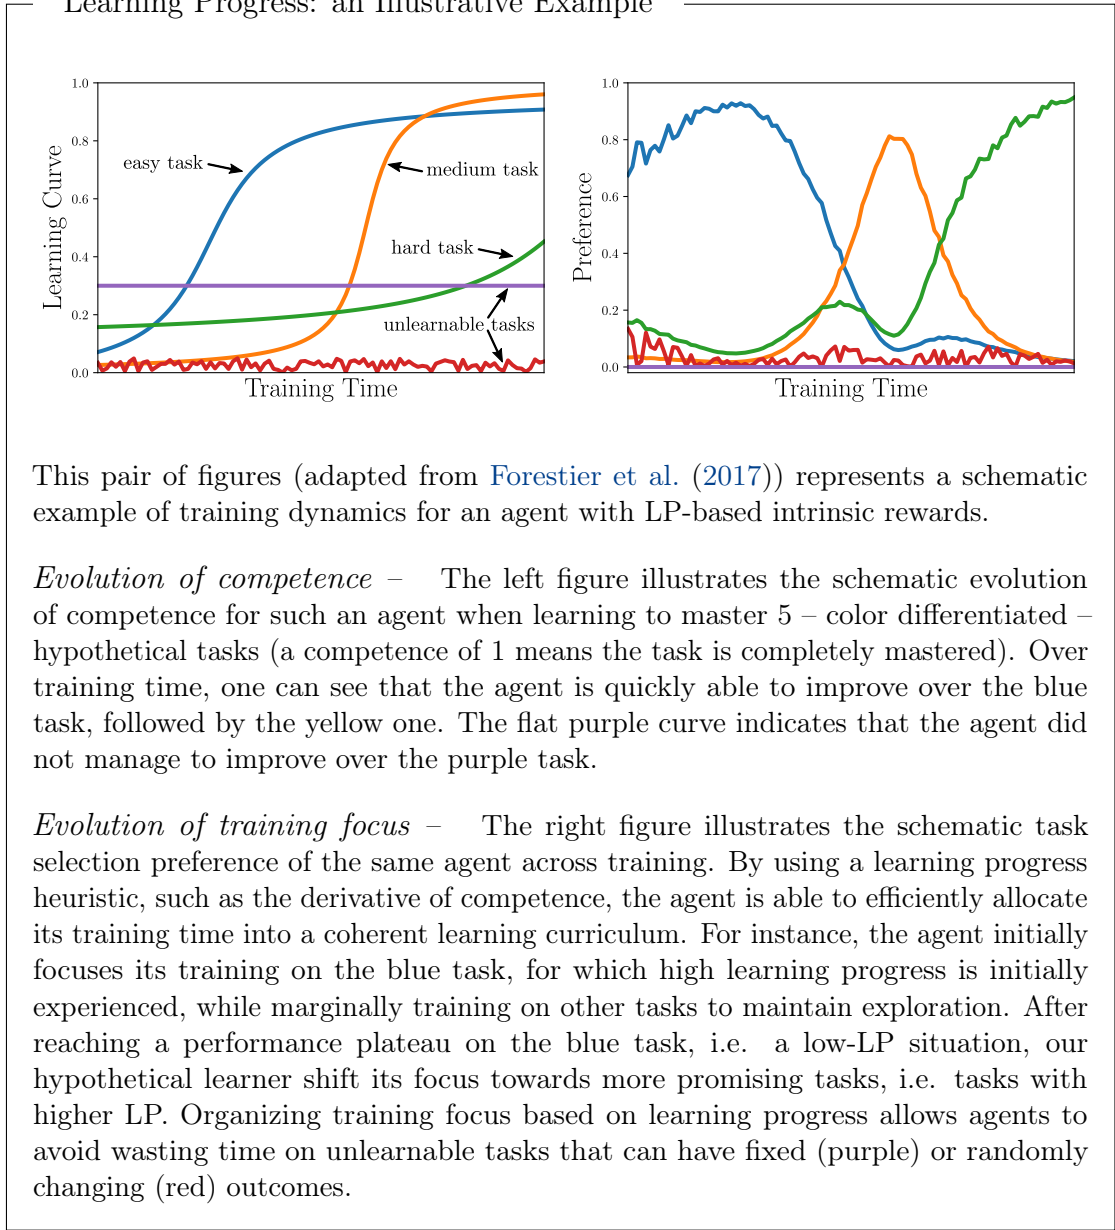 Learning Progress: an Illustrative Example
1.0
0.8
0.6
0.4
0.2
0.0
Learning Curve
easy task
medium task
hard task
unlearnable tasks
Training Time
1.0
0.8
0.6
0.4
0.2
0.0
Preference
Training Time
This pair of figures (adapted from Forestier et al. (2017)) represents a schematic
example of training dynamics for an agent with LP-based intrinsic rewards.
Evolution of competence – The left figure illustrates the schematic evolution
of competence for such an agent when learning to master 5 – color differentiated –
hypothetical tasks (a competence of 1 means the task is completely mastered). Over
training time, one can see that the agent is quickly able to improve over the blue
task, followed by the yellow one. The flat purple curve indicates that the agent did
not manage to improve over the purple task.
Evolution of training focus – The right figure illustrates the schematic task
selection preference of the same agent across training. By using a learning progress
heuristic, such as the derivative of competence, the agent is able to efficiently allocate
its training time into a coherent learning curriculum. For instance, the agent initially
focuses its training on the blue task, for which high learning progress is initially
experienced, while marginally training on other tasks to maintain exploration. After
reaching a performance plateau on the blue task, i.e. a low-LP situation, our
hypothetical learner shift its focus towards more promising tasks, i.e. tasks with
higher LP. Organizing training focus based on learning progress allows agents to
avoid wasting time on unlearnable tasks that can have fixed (purple) or randomly
changing (red) outcomes.